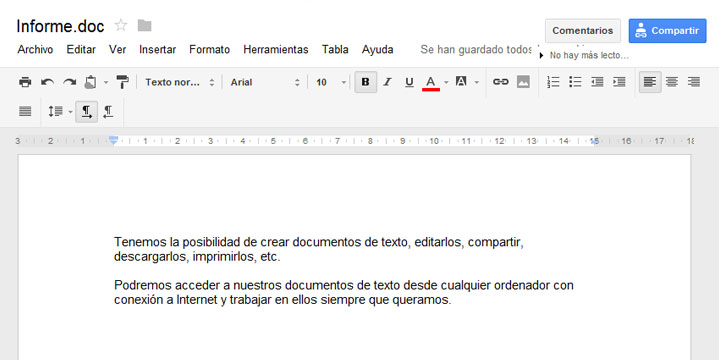 Informe.doc
Comentarios
Compartir
Archivo Editar Ver Insertar Formato Herramientas Tabla Ayuda Se han guardado todos
No hay más lecto...
Texto nor... Arial 10 B I U A A
3 2 1 1 2 3 4 5 6 7 8 9 10 11 12 13 14 15 16 17 18
Tenemos la posibilidad de crear documentos de texto, editarlos, compartir,
descargarlos, imprimirlos, etc.
Podremos acceder a nuestros documentos de texto desde cualquier ordenador con
conexión a Internet y trabajar en ellos siempre que queramos.